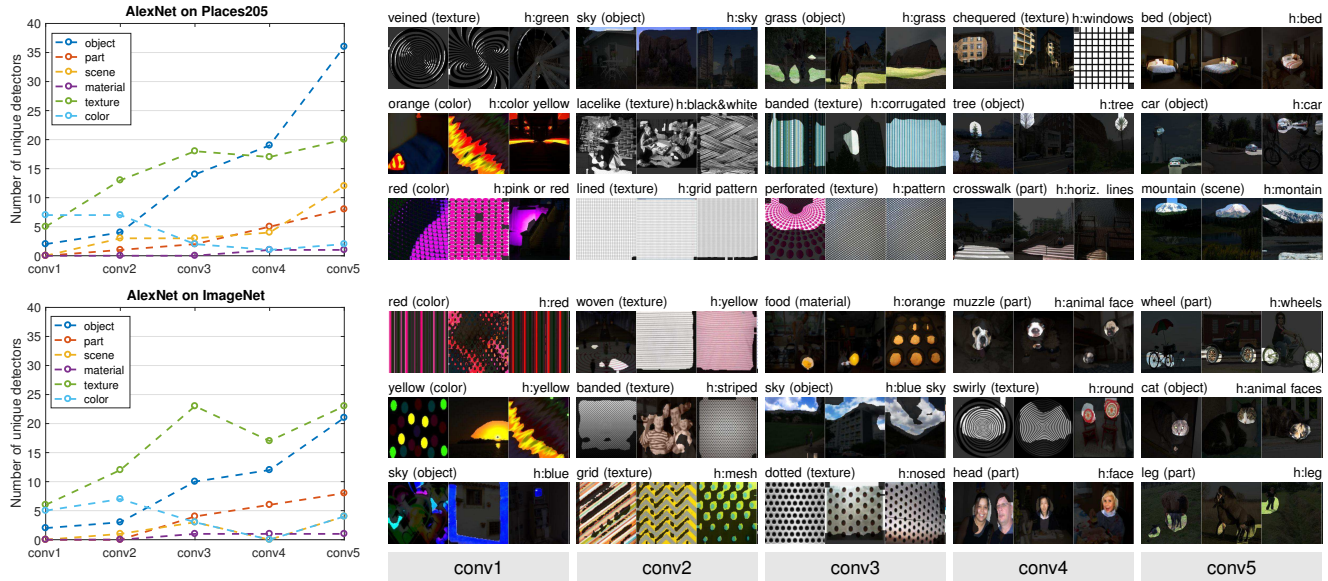 AlexNet on Places205
Number of unique detectors
40
35
30
25
20
15
10
5
0
object
part
scene
material
texture
color
conv1 conv2 conv3 conv4 conv5
veined (texture) h:green
sky (object) h:sky
grass (object) h:grass
chequered (texture) h:windows
bed (object) h:bed
orange (color) h:color yellow
lacelike (texture) h:black&white
banded (texture) h:corrugated
tree (object) h:tree
car (object) h:car
red (color) h:pink or red
lined (texture) h:grid pattern
perforated (texture) h:pattern
crosswalk (part) h:horiz. lines
mountain (scene) h:montain
AlexNet on ImageNet
Number of unique detectors
40
35
30
25
20
15
10
5
0
object
part
scene
material
texture
color
conv1 conv2 conv3 conv4 conv5
red (color) h:red
woven (texture) h:yellow
food (material) h:orange
muzzle (part) h:animal face
wheel (part) h:wheels
yellow (color) h:yellow
banded (texture) h:striped
sky (object) h:blue sky
swirly (texture) h:round
cat (object) h:animal faces
sky (object) h:blue
grid (texture) h:mesh
dotted (texture) h:nosed
head (part) h:face
leg (part) h:leg
conv1 conv2 conv3 conv4 conv5